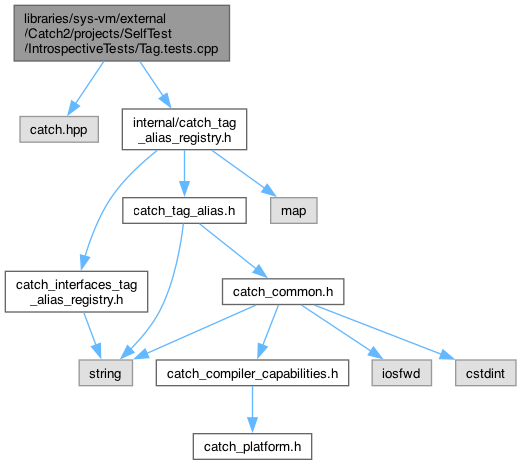 libraries/sys-vm/external
/Catch2/projects/SelfTest
/IntrospectiveTests/Tag.tests.cpp
catch.hpp
internal/catch_tag
_alias_registry.h
catch_tag_alias.h
map
catch_interfaces_tag
_alias_registry.h
catch_common.h
string
catch_compiler_capabilities.h
iosfwd
cstdint
catch_platform.h